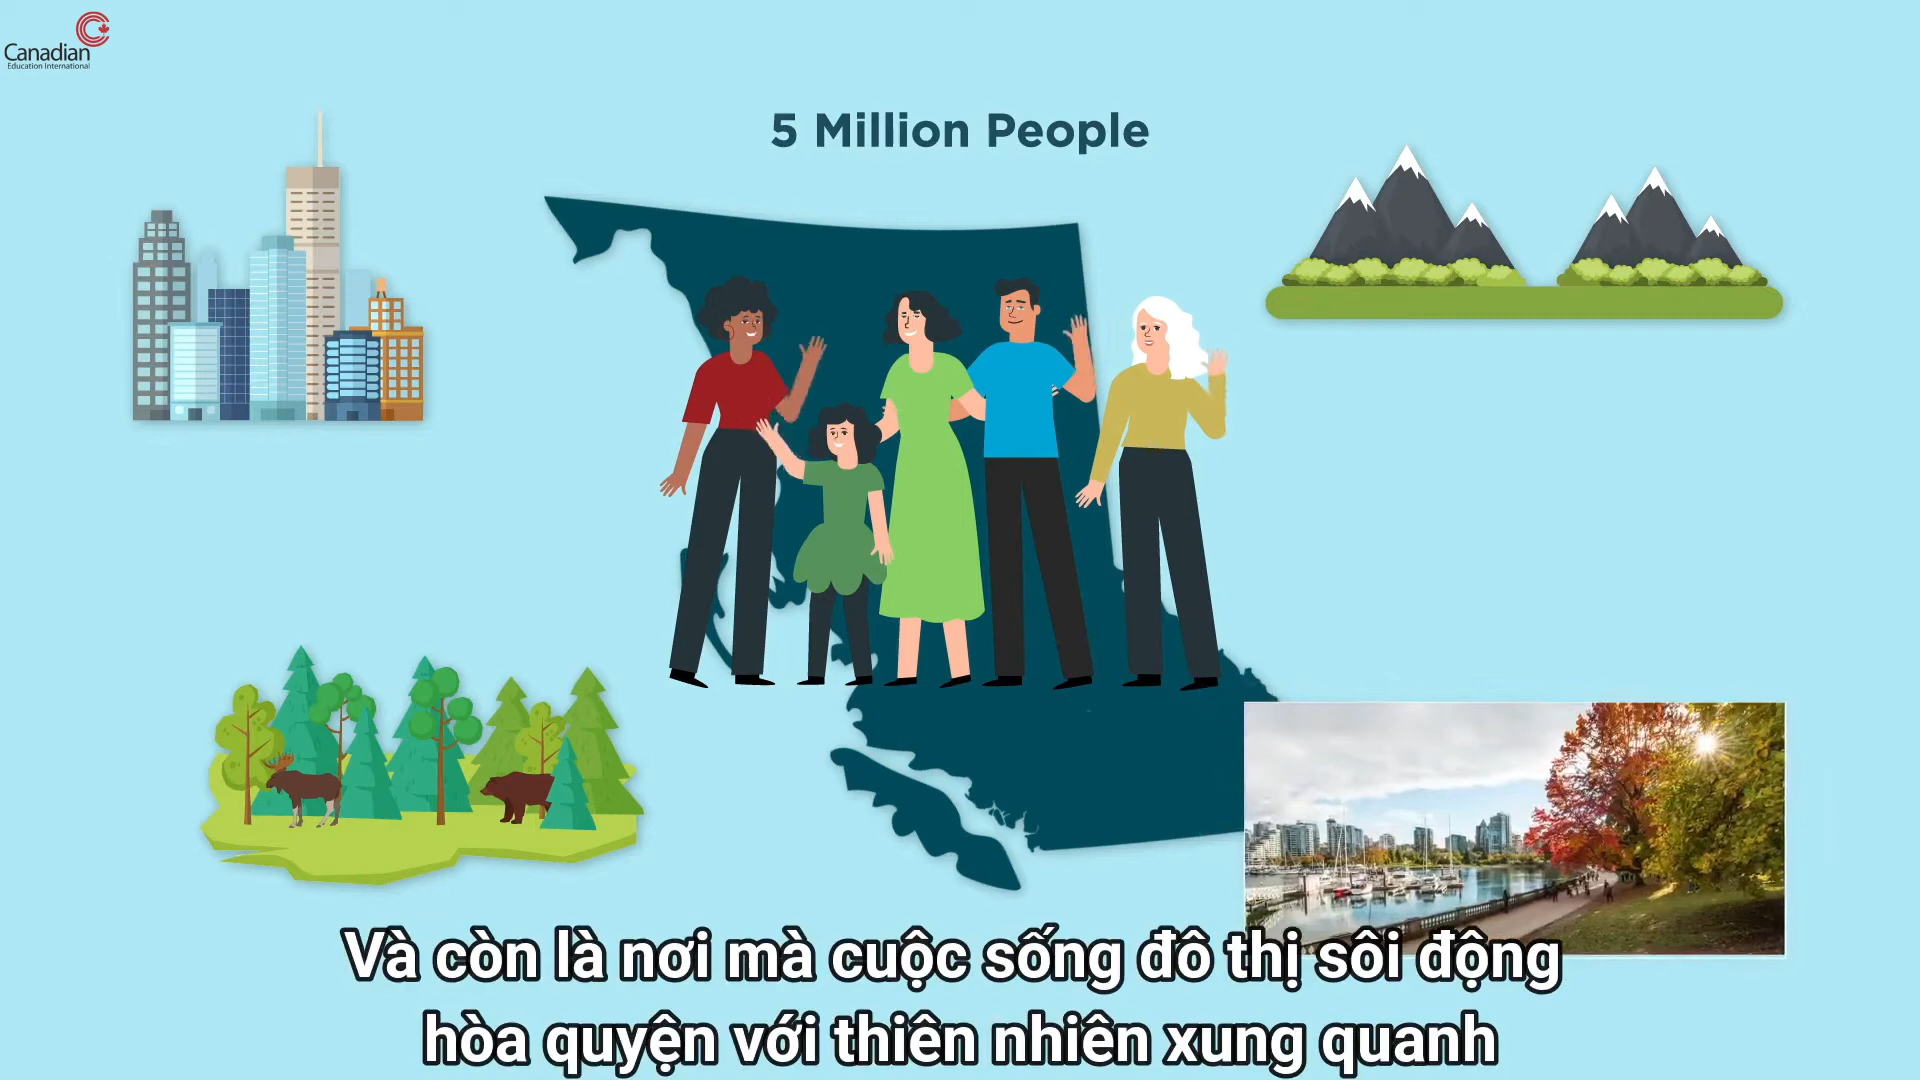 Canadian
Education International
5 Million People
Và còn là nơi mà cuộc sống đô thị sôi động
hòa quyện với thiên nhiên xung quanh